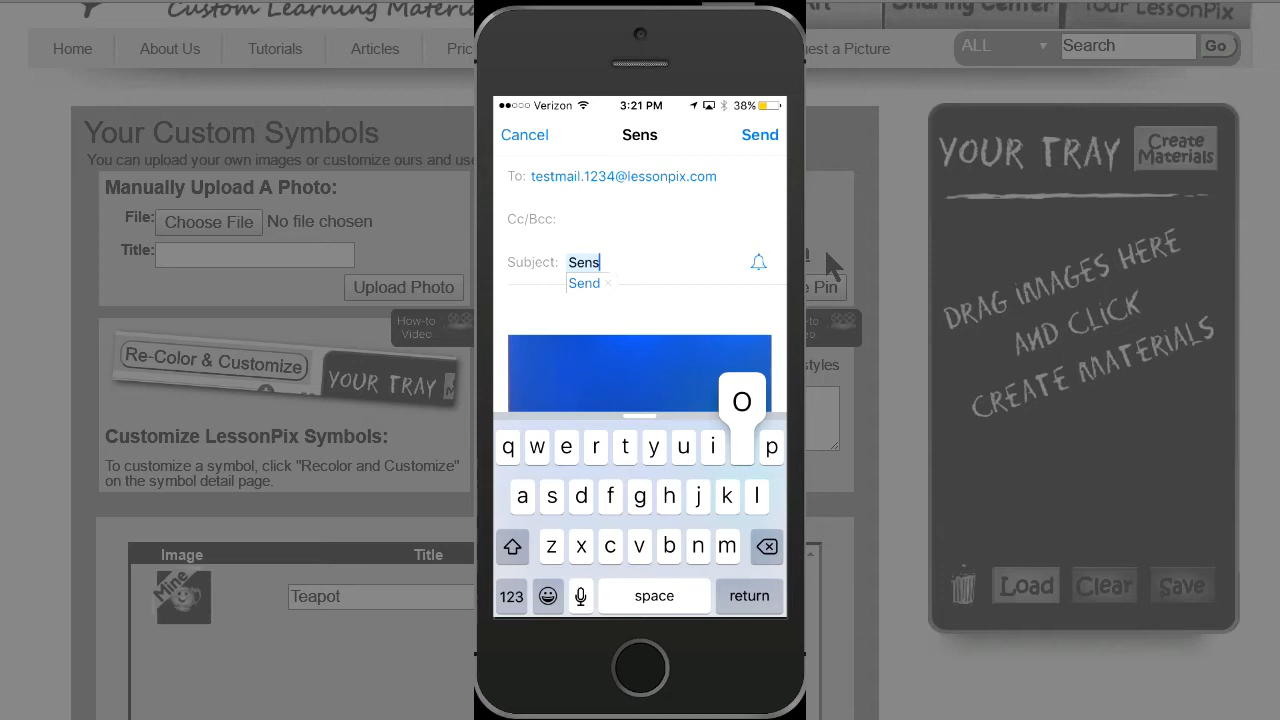 Custom Learning Materia
Sharing Center
Your LessonPix
Home
About Us
Tutorials
Articles
Pric
est a Picture
ALL
Search
Go
Your Custom Symbols
You can upload your own images or customize ours and use
Manually Upload A Photo:
File:
Choose File
No file chosen
Title:
Upload Photo
e Pin
How-to
Video
to
o
Re-Color & Customize
YOUR TRAY
tyles
Customize LessonPix Symbols:
To customize a symbol, click "Recolor and Customize"
on the symbol detail page.
Image
Title
Mine
Teapot
Verizon
3:21 PM
38%
Cancel
Sens
Send
To: testmail.1234@lessonpix.com
Cc/Bcc:
Subject: Sens
Send ×
O
q w e r t y u i p
a s d f g h j k l
z x c v b n m
123
space
return
YOUR TRAY
Create
Materials
DRAG IMAGES HERE
AND CLICK
CREATE MATERIALS
Load
Clear
Save